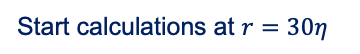 Start calculations at r = 30η